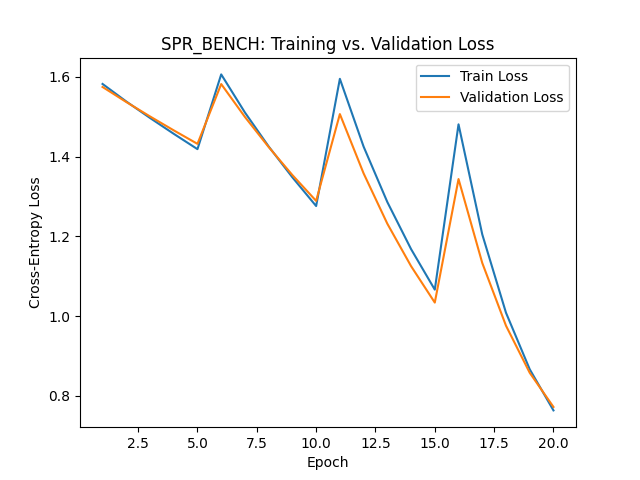 SPR_BENCH: Training vs. Validation Loss
Train Loss
Validation Loss
Cross-Entropy Loss
1.6
1.4
1.2
1.0
0.8
2.5 5.0 7.5 10.0 12.5 15.0 17.5 20.0
Epoch